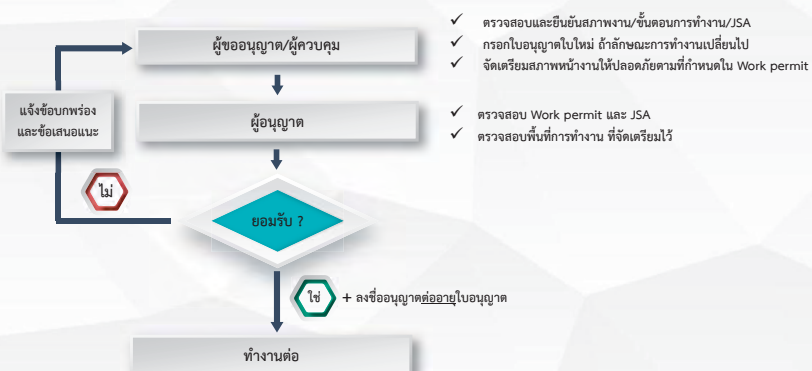 ผู้ขออนุญาต/ผู้ควบคุม
✓ ตรวจสอบและยืนยันสภาพงาน/ขั้นตอนการทำงาน/JSA
✓ กรอกใบอนุญาตใบใหม่ ถ้าลักษณะการทำงานเปลี่ยนไป
✓ จัดเตรียมสภาพหน้างานให้ปลอดภัยตามที่กำหนดใน Work permit
แจ้งข้อบกพร่อง
และข้อเสนอแนะ
ผู้อนุญาต
✓ ตรวจสอบ Work permit และ JSA
✓ ตรวจสอบพื้นที่การทำงาน ที่จัดเตรียมไว้
ไม่
ยอมรับ ?
ใช่ + ลงชื่ออนุญาตต่ออายุใบอนุญาต
ทำงานต่อ